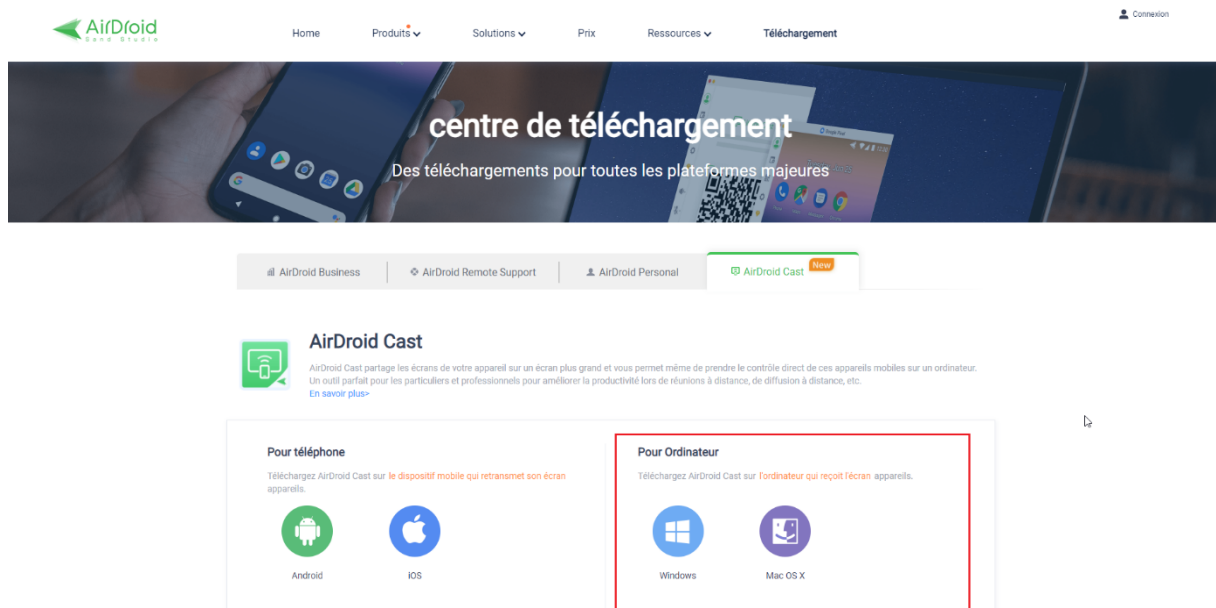 AirDroid
Sand Studio
Home
Produits
Solutions
Prix
Ressources
Téléchargement
Connexion
centre de téléchargement
Des téléchargements pour toutes les plateformes majeures
AirDroid Business
AirDroid Remote Support
AirDroid Personal
AirDroid Cast
New
AirDroid Cast
AirDroid Cast partage les écrans de votre appareil sur un écran plus grand et vous permet même de prendre le contrôle direct de ces appareils mobiles sur un ordinateur.
Un outil parfait pour les particuliers et professionnels pour améliorer la productivité lors de réunions à distance, de diffusion à distance, etc.
En savoir plus>
Pour téléphone
Téléchargez AirDroid Cast sur le dispositif mobile qui retransmet son écran
appareils.
Android
iOS
Pour Ordinateur
Téléchargez AirDroid Cast sur l'ordinateur qui reçoit l'écran appareils.
Windows
Mac OS X